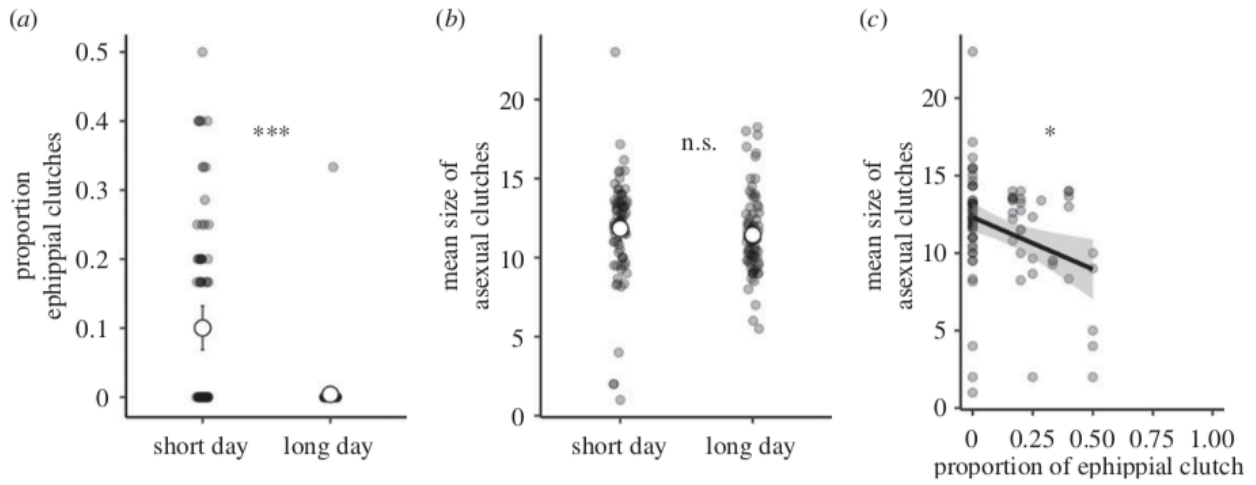 (a)
0.5
0.4
0.3
0.2
0.1
0
proportion
ephippial clutches
***
short day
long day
(b)
20
15
10
5
0
mean size of
asexual clutches
n.s.
short day
long day
(c)
20
15
10
5
0
mean size of
asexual clutches
*
0
0.25
0.50
0.75
1.00
proportion of ephippial clutch